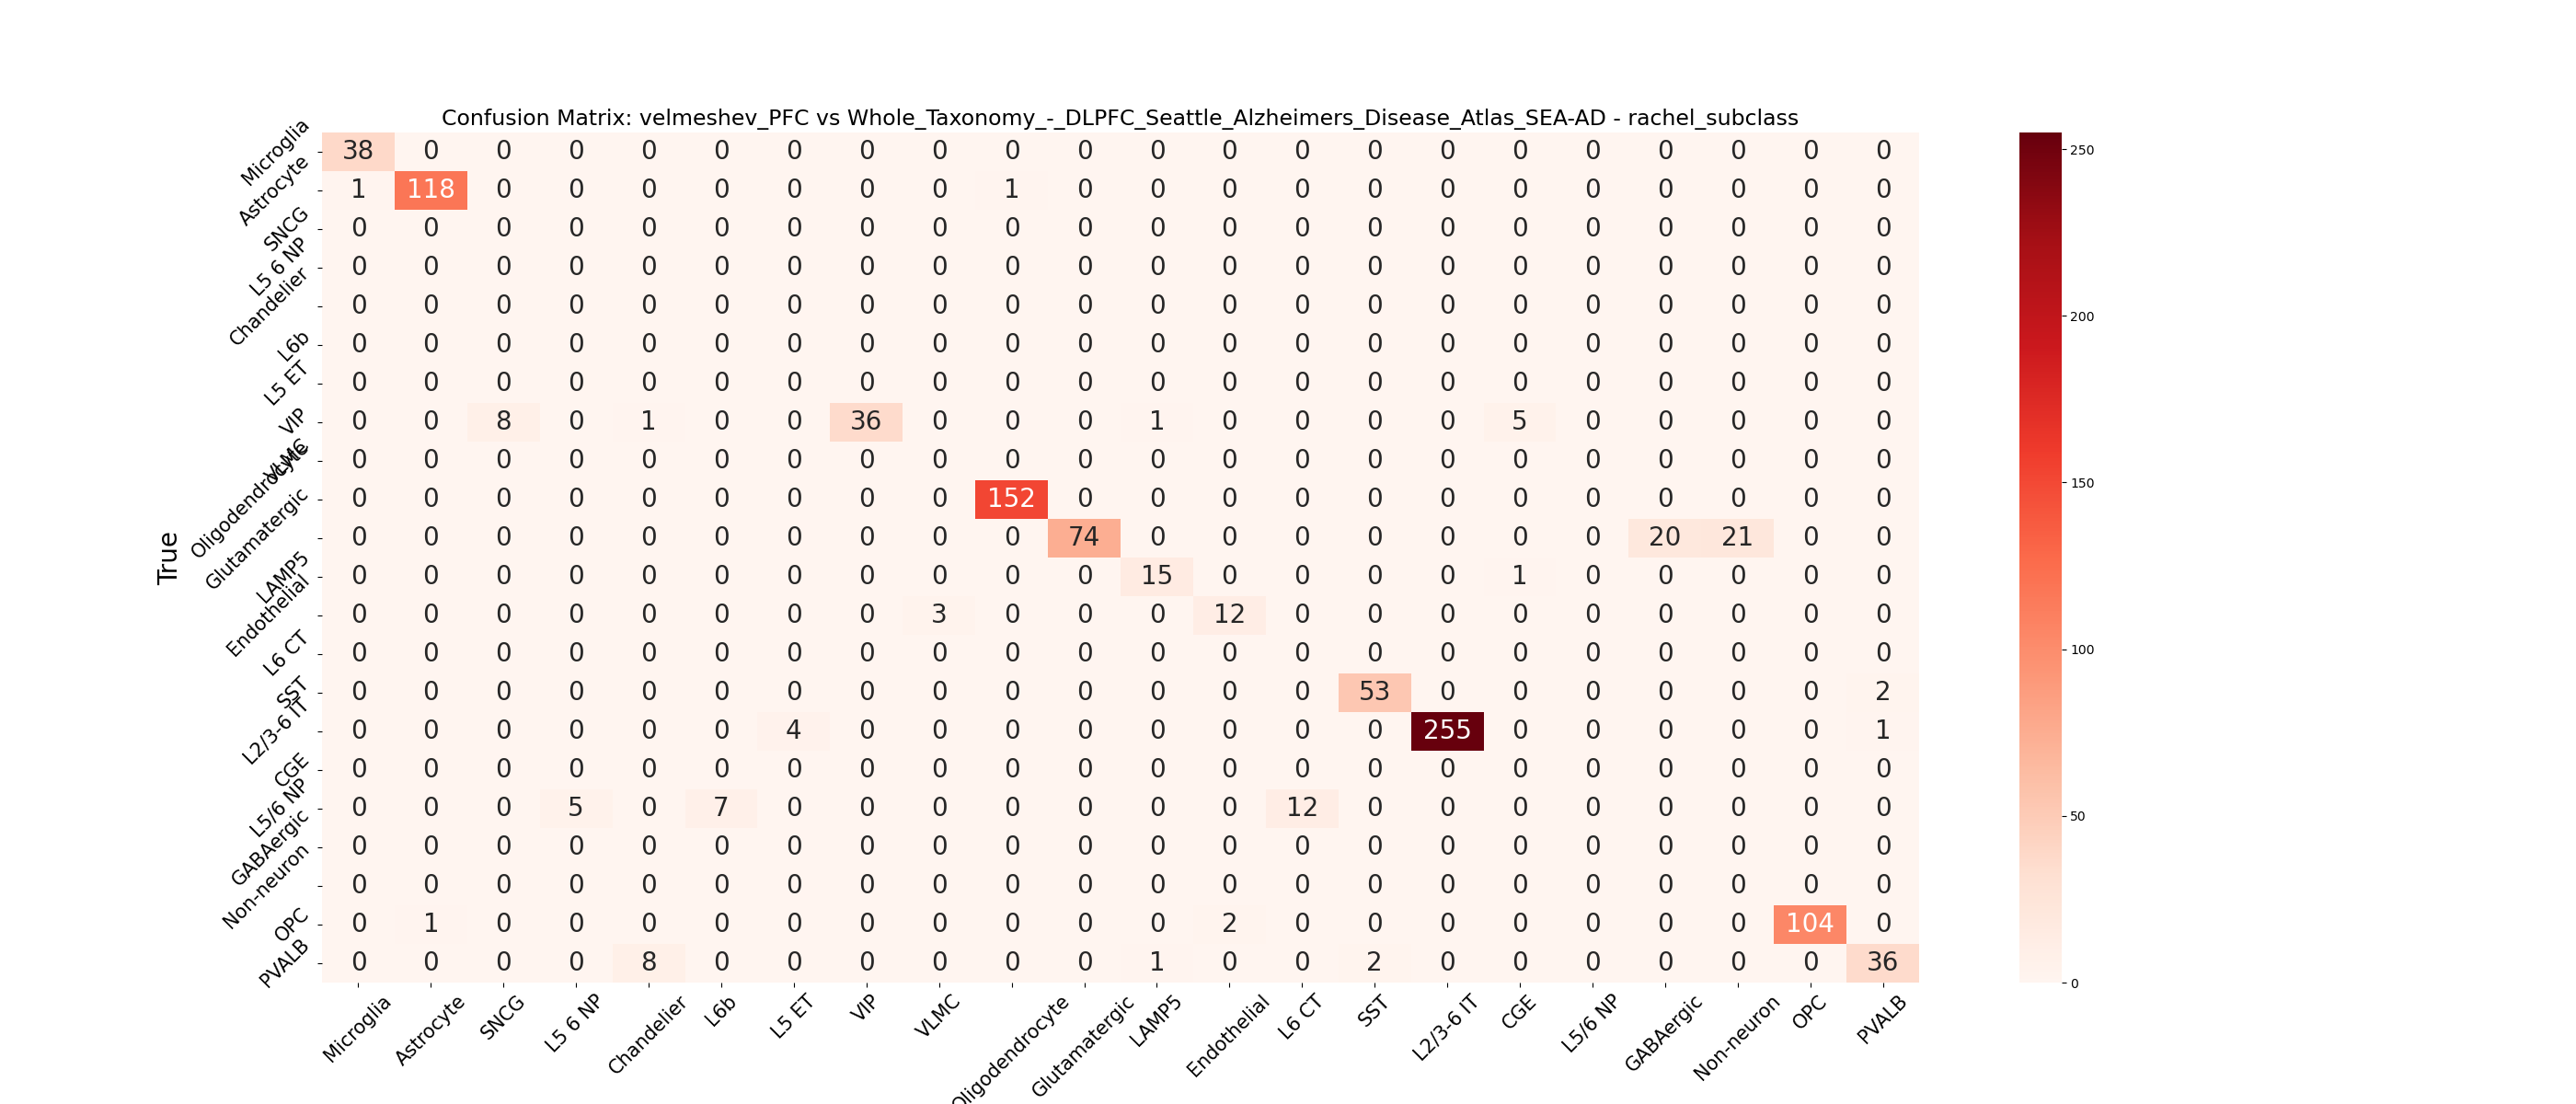 Confusion Matrix: velmeshev_PFC vs Whole_Taxonomy_-_DLPFC_Seattle_Alzheimers_Disease_Atlas_SEA-AD - rachel_subclass
True
Microglia 38 0 0 0 0 0 0 0 0 0 0 0 0 0 0 0 0 0 0 0 0 0
Astrocyte 1 118 0 0 0 0 0 0 0 1 0 0 0 0 0 0 0 0 0 0 0 0
SNCG 0 0 0 0 0 0 0 0 0 0 0 0 0 0 0 0 0 0 0 0 0 0
L5 6 NP 0 0 0 0 0 0 0 0 0 0 0 0 0 0 0 0 0 0 0 0 0 0
Chandelier 0 0 0 0 0 0 0 0 0 0 0 0 0 0 0 0 0 0 0 0 0 0
L6b 0 0 0 0 0 0 0 0 0 0 0 0 0 0 0 0 0 0 0 0 0 0
L5 ET 0 0 0 0 0 0 0 0 0 0 0 0 0 0 0 0 0 0 0 0 0 0
VIP 0 0 8 0 1 0 0 36 0 0 0 1 0 0 0 0 5 0 0 0 0 0
VLMC 0 0 0 0 0 0 0 0 0 0 0 0 0 0 0 0 0 0 0 0 0 0
Oligodendrocyte 0 0 0 0 0 0 0 0 0 152 0 0 0 0 0 0 0 0 0 0 0 0
Glutamatergic 0 0 0 0 0 0 0 0 0 0 74 0 0 0 0 0 0 0 20 21 0 0
LAMP5 0 0 0 0 0 0 0 0 0 0 0 15 0 0 0 0 1 0 0 0 0 0
Endothelial 0 0 0 0 0 0 0 0 3 0 0 0 12 0 0 0 0 0 0 0 0 0
L6 CT 0 0 0 0 0 0 0 0 0 0 0 0 0 0 0 0 0 0 0 0 0 0
SST 0 0 0 0 0 0 0 0 0 0 0 0 0 0 53 0 0 0 0 0 0 2
L2/3-6 IT 0 0 0 0 0 0 4 0 0 0 0 0 0 0 0 255 0 0 0 0 0 1
CGE 0 0 0 0 0 0 0 0 0 0 0 0 0 0 0 0 0 0 0 0 0 0
L5/6 NP 0 0 0 5 0 7 0 0 0 0 0 0 0 12 0 0 0 0 0 0 0 0
GABAergic 0 0 0 0 0 0 0 0 0 0 0 0 0 0 0 0 0 0 0 0 0 0
Non-neuron 0 0 0 0 0 0 0 0 0 0 0 0 0 0 0 0 0 0 0 0 0 0
OPC 0 1 0 0 0 0 0 0 0 0 0 0 2 0 0 0 0 0 0 0 104 0
PVALB 0 0 0 0 8 0 0 0 0 0 0 1 0 0 2 0 0 0 0 0 0 36
Microglia Astrocyte SNCG L5 6 NP Chandelier L6b L5 ET VIP VLMC Oligodendrocyte Glutamatergic LAMP5 Endothelial L6 CT SST L2/3-6 IT CGE L5/6 NP GABAergic Non-neuron OPC PVALB
250
200
150
100
50
0